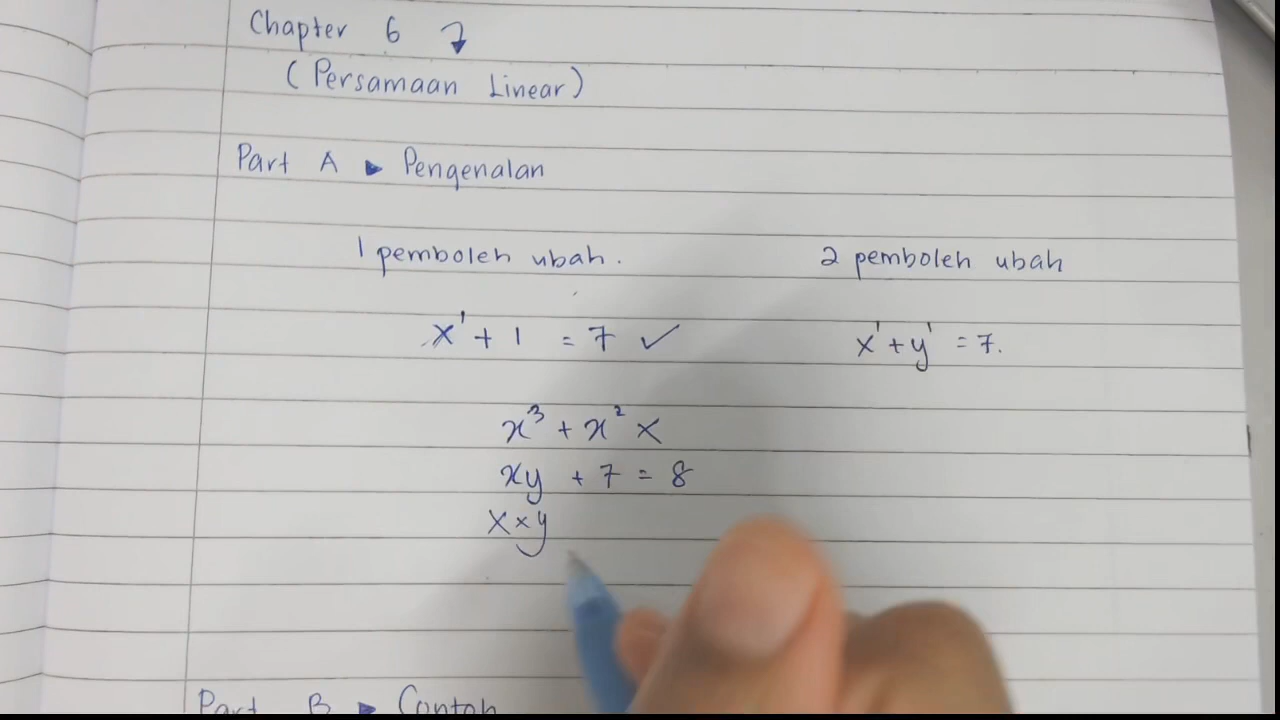 Chapter 6
(Persamaan Linear)
Part A ▸ Pengenalan
1 pemboleh ubah.
2 pemboleh ubah
x¹ + 1 = 7 ✓
x¹ + y¹ = 7.
x³ + x² ×
xy + 7 = 8
x × y
Part B ▸ Contoh